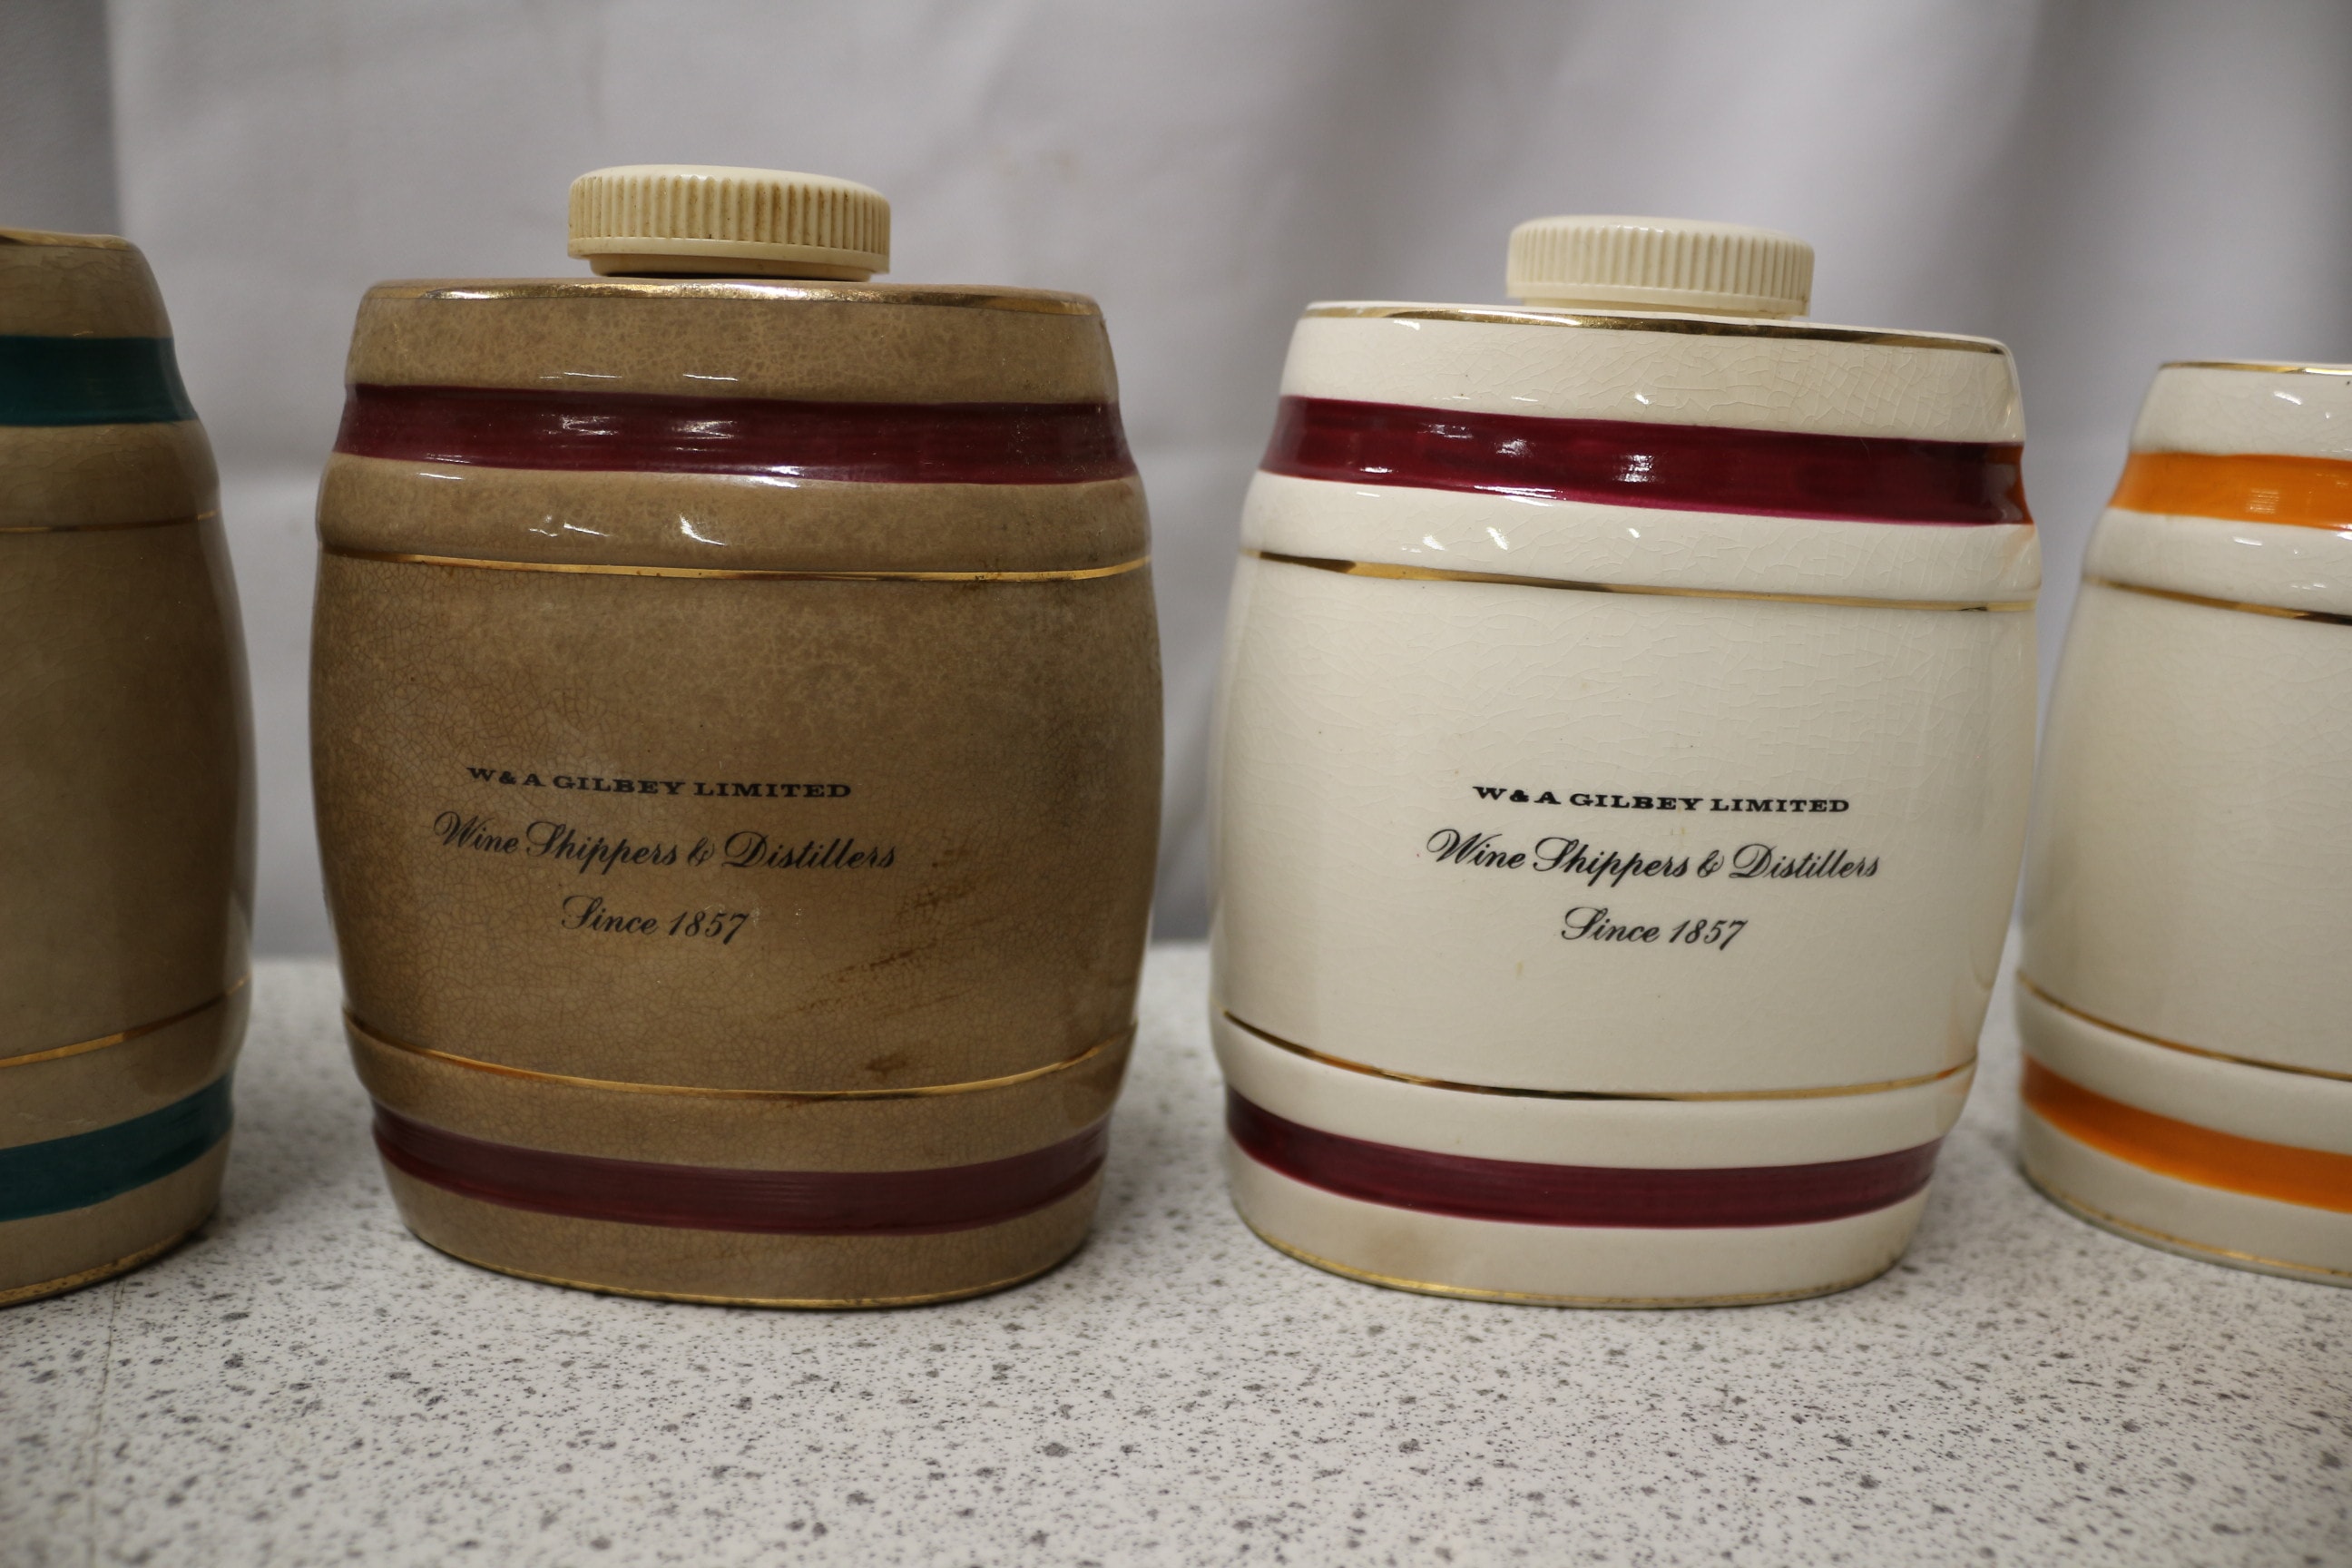 W & A GILBEY LIMITED
Wine Shippers & Distillers
Since 1857
W & A GILBEY LIMITED
Wine Shippers & Distillers
Since 1857